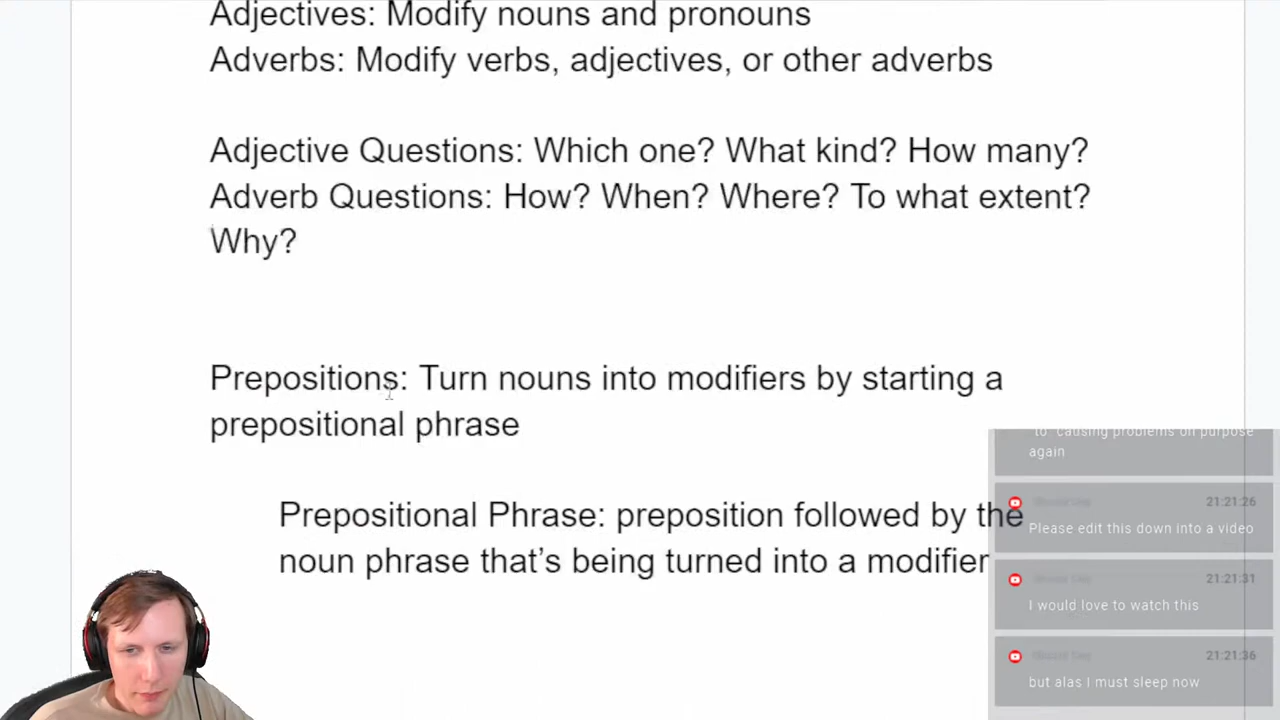 Adjectives: Modify nouns and pronouns
Adverbs: Modify verbs, adjectives, or other adverbs
Adjective Questions: Which one? What kind? How many?
Adverb Questions: How? When? Where? To what extent?
Why?
Prepositions: Turn nouns into modifiers by starting a
prepositional phrase
Prepositional Phrase: preposition followed by the
noun phrase that’s being turned into a modifier
"to" causing problems on purpose
again
21:21:26
Please edit this down into a video
21:21:31
I would love to watch this
21:21:36
but alas I must sleep now